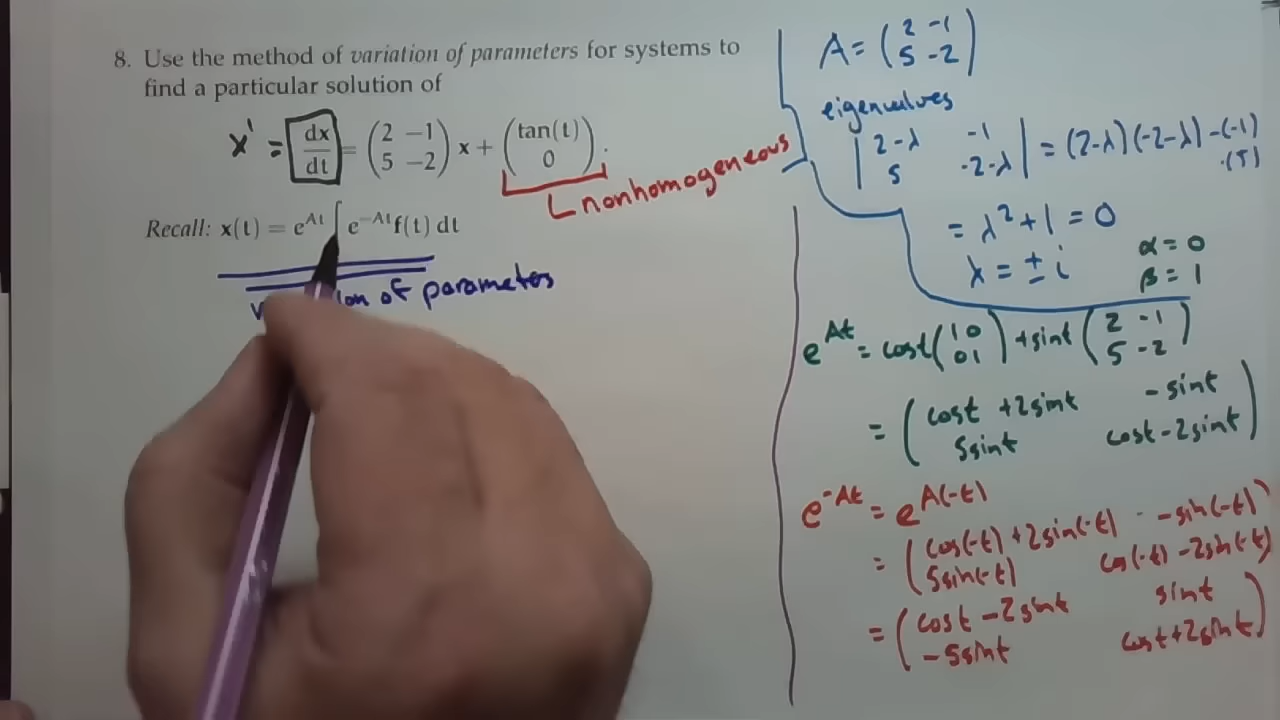 8. Use the method of variation of parameters for systems to
find a particular solution of
x' = dx/dt = (2 -1 5 -2) x + (tan(t) 0).
nonhomogeneous
Recall: x(t) = e^{At} ∫ e^{-At} f(t) dt
of parameters
A = (2 -1 5 -2)
eigenvalues
|2-λ -1 5 -2-λ| = (2-λ)(-2-λ) - (-1)
·(5)
= λ² + 1 = 0
λ = ± i
α = 0
β = 1
e^{At} = cost (1 0 0 1) + sint (2 -1 5 -2)
= (cost + 2sint -sint 5sint cost - 2sint)
e^{-At} = e^{A(-t)}
= (cos(-t) + 2sin(-t) -sin(-t) 5sin(-t) cos(-t) - 2sin(-t))
= (cost - 2sint sint -5sint cost + 2sint)